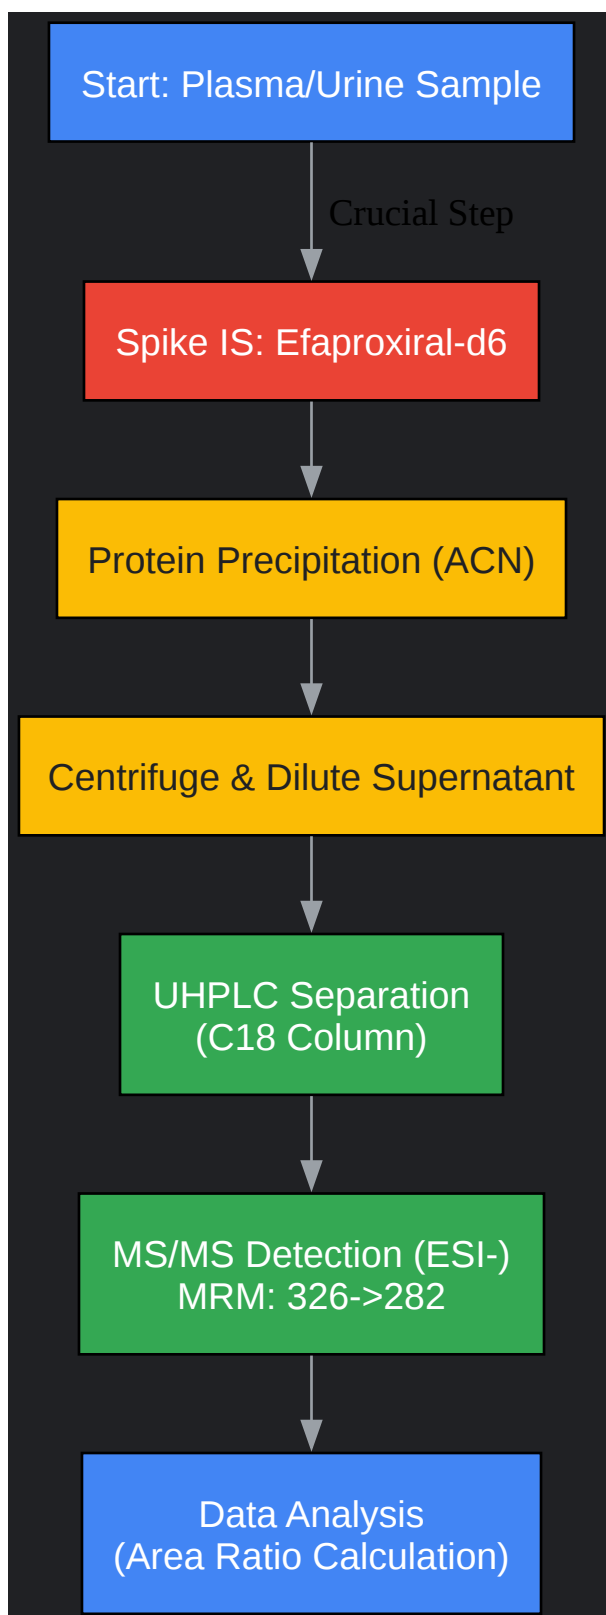 Start: Plasma/Urine Sample
Crucial Step
Spike IS: Efaproxiral-d6
Protein Precipitation (ACN)
Centrifuge & Dilute Supernatant
UHPLC Separation
(C18 Column)
MS/MS Detection (ESI-)
MRM: 326->282
Data Analysis
(Area Ratio Calculation)